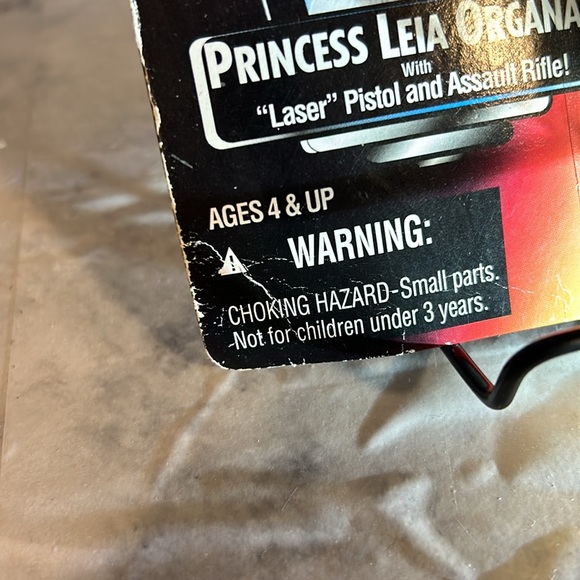 PRINCESS LEIA ORGANA
With
"Laser" Pistol and Assault Rifle!
AGES 4 & UP
WARNING:
CHOKING HAZARD-Small parts.
Not for children under 3 years.